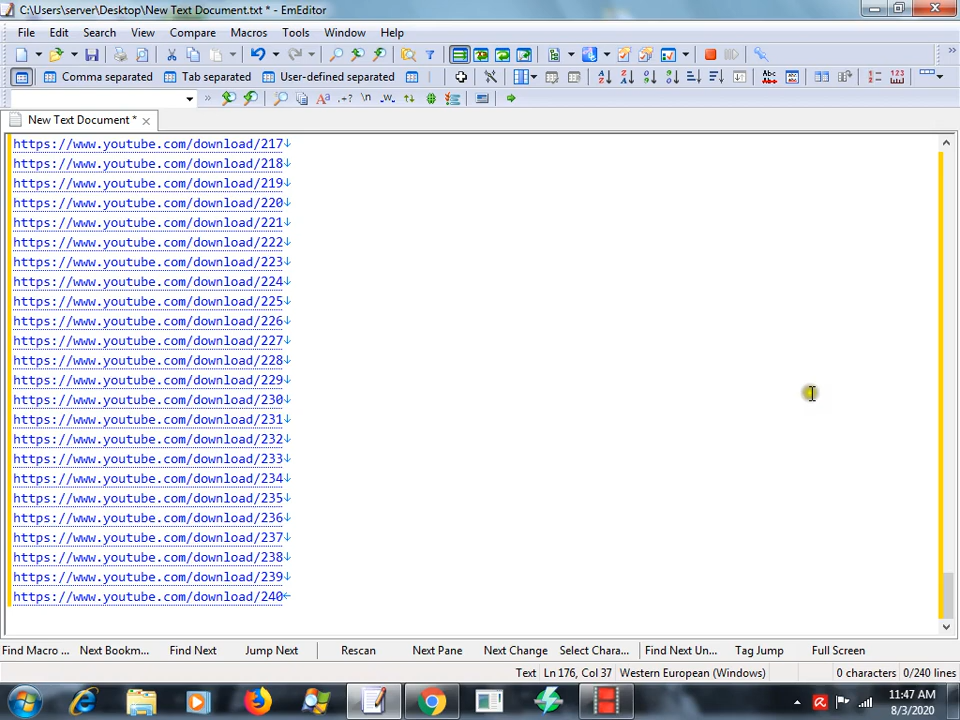 C:\Users\server\Desktop\New Text Document.txt * - EmEditor
File Edit Search View Compare Macros Tools Window Help
Comma separated Tab separated User-defined separated
New Text Document *
https://www.youtube.com/download/217
https://www.youtube.com/download/218
https://www.youtube.com/download/219
https://www.youtube.com/download/220
https://www.youtube.com/download/221
https://www.youtube.com/download/222
https://www.youtube.com/download/223
https://www.youtube.com/download/224
https://www.youtube.com/download/225
https://www.youtube.com/download/226
https://www.youtube.com/download/227
https://www.youtube.com/download/228
https://www.youtube.com/download/229
https://www.youtube.com/download/230
https://www.youtube.com/download/231
https://www.youtube.com/download/232
https://www.youtube.com/download/233
https://www.youtube.com/download/234
https://www.youtube.com/download/235
https://www.youtube.com/download/236
https://www.youtube.com/download/237
https://www.youtube.com/download/238
https://www.youtube.com/download/239
https://www.youtube.com/download/240
Find Macro ... Next Bookm... Find Next Jump Next Rescan Next Pane Next Change Select Chara... Find Next Un... Tag Jump Full Screen
Text Ln 176, Col 37 Western European (Windows) 0 characters 0/240 lines
11:47 AM
8/3/2020